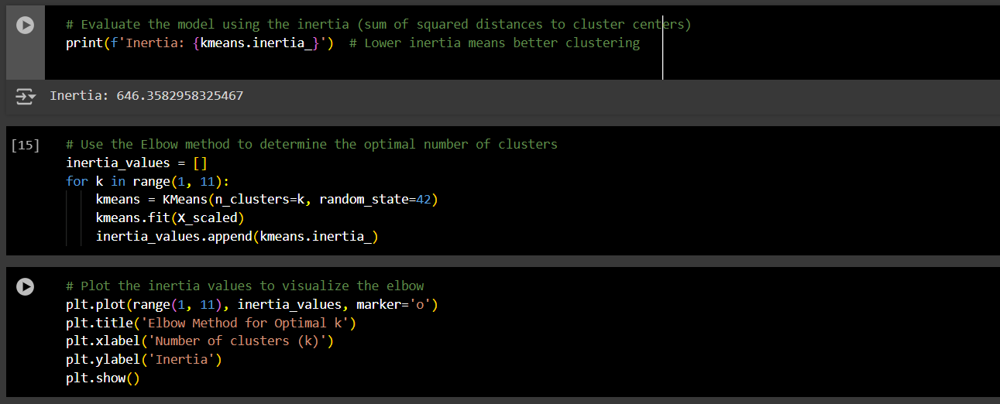 # Evaluate the model using the inertia (sum of squared distances to cluster centers)
print(f'Inertia: {kmeans.inertia_}')  # Lower inertia means better clustering
Inertia: 646.3582958325467
[15]
# Use the Elbow method to determine the optimal number of clusters
inertia_values = []
for k in range(1, 11):
    kmeans = KMeans(n_clusters=k, random_state=42)
    kmeans.fit(X_scaled)
    inertia_values.append(kmeans.inertia_)
# Plot the inertia values to visualize the elbow
plt.plot(range(1, 11), inertia_values, marker='o')
plt.title('Elbow Method for Optimal k')
plt.xlabel('Number of clusters (k)')
plt.ylabel('Inertia')
plt.show()